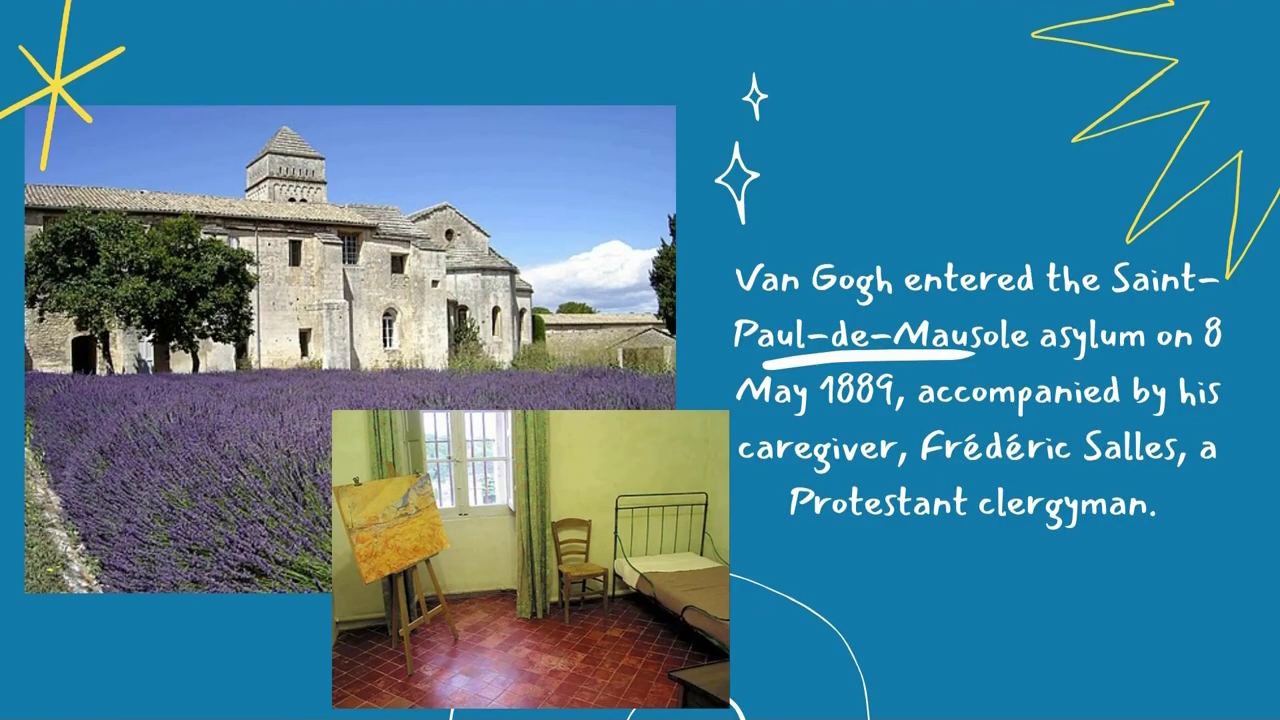 Van Gogh entered the Saint-
Paul-de-Mausole asylum on 8
May 1889, accompanied by his
caregiver, Frédéric Salles, a
Protestant clergyman.